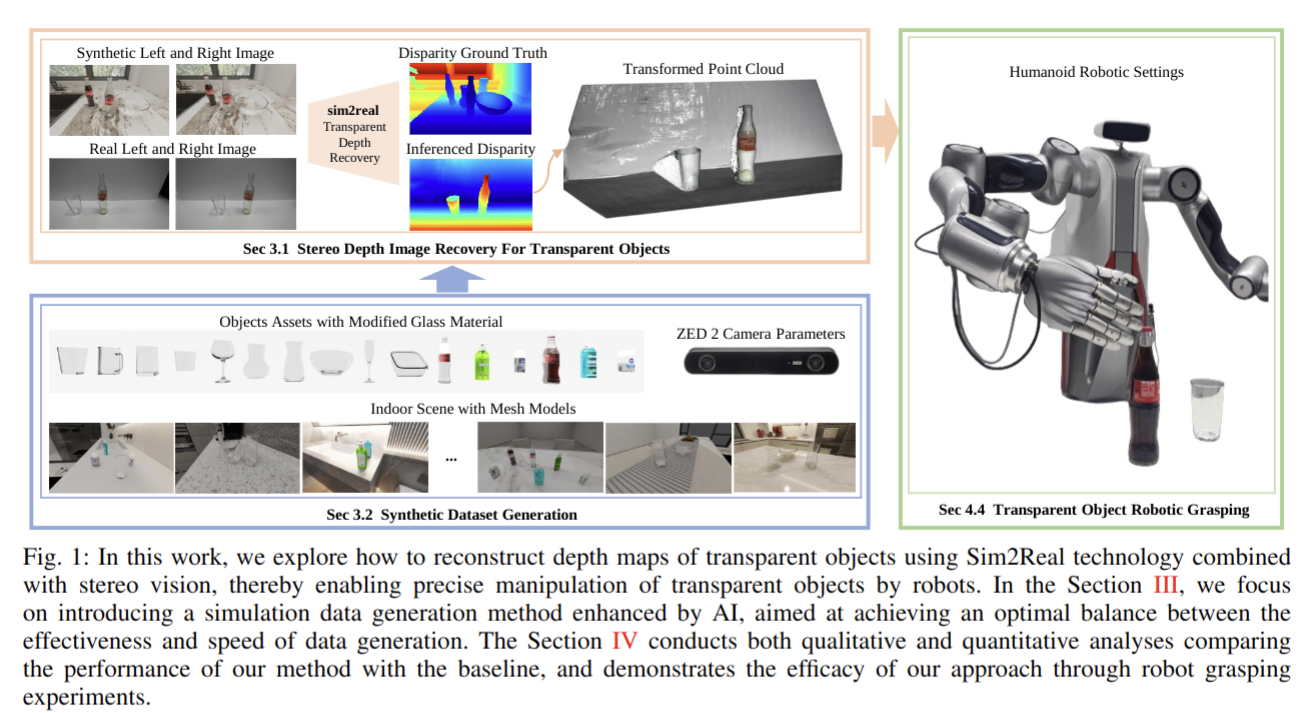 Synthetic Left and Right Image
Disparity Ground Truth
Transformed Point Cloud
sim2real
Transparent
Depth
Recovery
Real Left and Right Image
Inferenced Disparity
Sec 3.1 Stereo Depth Image Recovery For Transparent Objects
Humanoid Robotic Settings
Objects Assets with Modified Glass Material
ZED 2 Camera Parameters
Indoor Scene with Mesh Models
...
Sec 3.2 Synthetic Dataset Generation
Sec 4.4 Transparent Object Robotic Grasping
Fig. 1: In this work, we explore how to reconstruct depth maps of transparent objects using Sim2Real technology combined
with stereo vision, thereby enabling precise manipulation of transparent objects by robots. In the Section III, we focus
on introducing a simulation data generation method enhanced by AI, aimed at achieving an optimal balance between the
effectiveness and speed of data generation. The Section IV conducts both qualitative and quantitative analyses comparing
the performance of our method with the baseline, and demonstrates the efficacy of our approach through robot grasping
experiments.